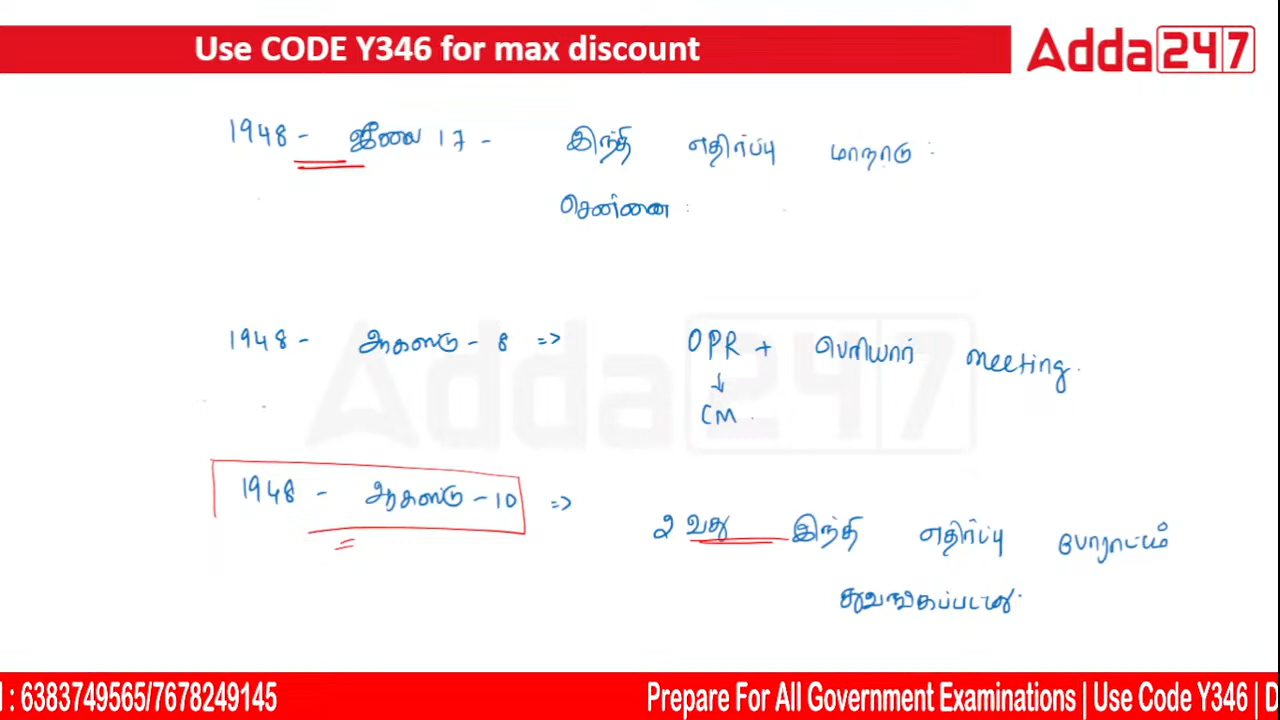 Use CODE Y346 for max discount
Adda247
1948 - ஜீலை 17 - இந்தி எதிர்ப்பு மாநாடு :
சென்னை :
1948 - ஆகஸ்டு - 8 => OPR + பெரியார் meeting.
↓
CM
1948 - ஆகஸ்டு - 10 =>
2 வது இந்தி எதிர்ப்பு போராட்டம்
துவங்கப்பட்டது.
Adda247
l : 6383749565/7678249145 Prepare For All Government Examinations | Use Code Y346 | D